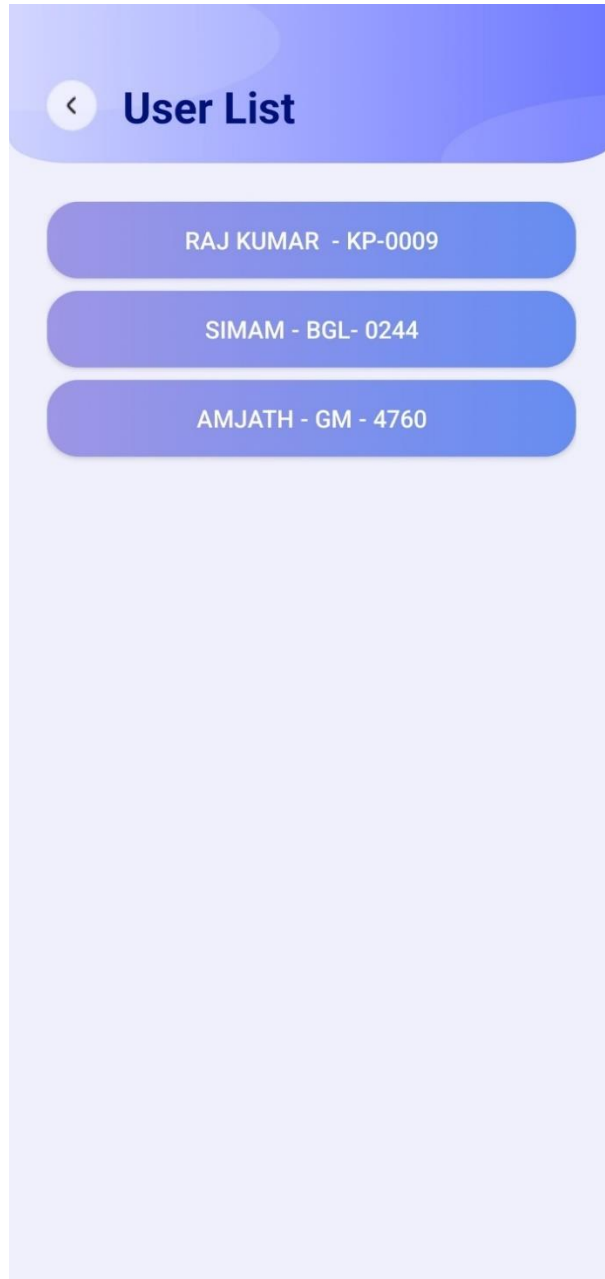 User List
RAJ KUMAR  - KP-0009
SIMAM - BGL- 0244
AMJATH - GM - 4760